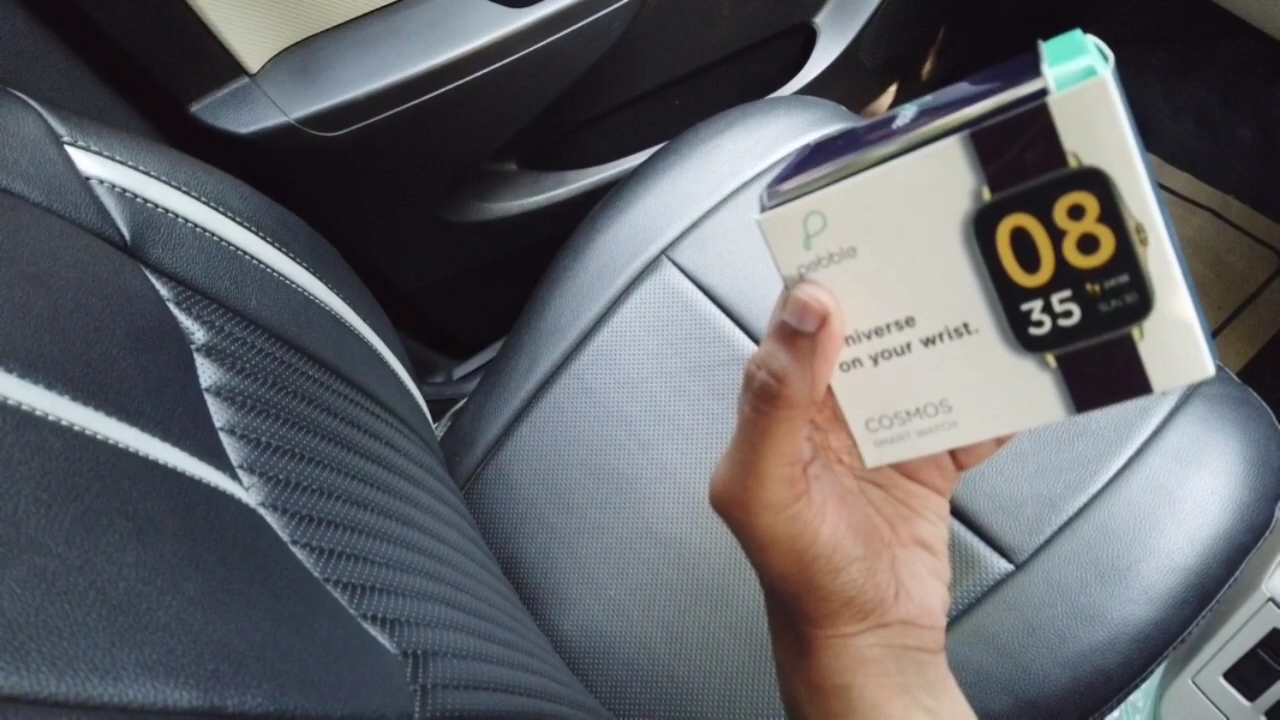 pebble
niverse
on your wrist.
COSMOS
SMART WATCH
08
35